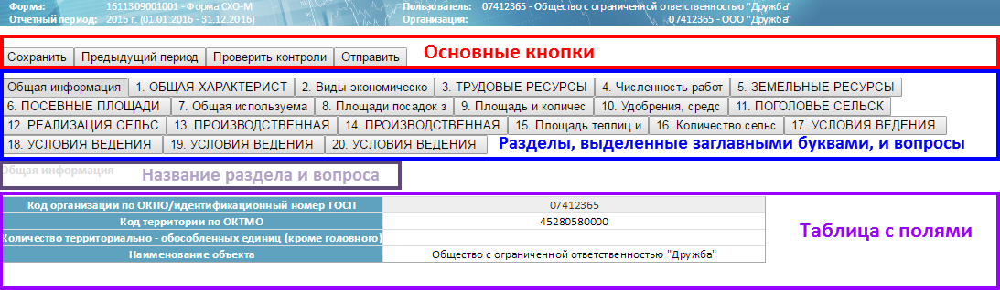 Форма: 1611309001001 - Форма СХО-М Пользователь: 07412365 - Общество с ограниченной ответственностью "Дружба"
Отчётный период: 2016 г. (01.01.2016 - 31.12.2016) Организация: 07412365 - ООО "Дружба"
Сохранить Предыдущий период Проверить контроли Отправить Основные кнопки
Общая информация 1. ОБЩАЯ ХАРАКТЕРИСТ 2. Виды экономическо 3. ТРУДОВЫЕ РЕСУРСЫ 4. Численность работ 5. ЗЕМЕЛЬНЫЕ РЕСУРСЫ
6. ПОСЕВНЫЕ ПЛОЩАДИ 7. Общая используема 8. Площади посадок з 9. Площадь и количес 10. Удобрения, средс 11. ПОГОЛОВЬЕ СЕЛЬСК
12. РЕАЛИЗАЦИЯ СЕЛЬС 13. ПРОИЗВОДСТВЕННАЯ 14. ПРОИЗВОДСТВЕННАЯ 15. Площадь теплиц и 16. Количество сельс 17. УСЛОВИЯ ВЕДЕНИЯ
18. УСЛОВИЯ ВЕДЕНИЯ 19. УСЛОВИЯ ВЕДЕНИЯ 20. УСЛОВИЯ ВЕДЕНИЯ Разделы, выделенные заглавными буквами, и вопросы
Общая информация Название раздела и вопроса
Код организации по ОКПО/идентификационный номер ТОСП 07412365
Код территории по ОКТМО 45280580000
Количество территориально - обособленных единиц (кроме головного)
Таблица с полями
Наименование объекта Общество с ограниченной ответственностью "Дружба"